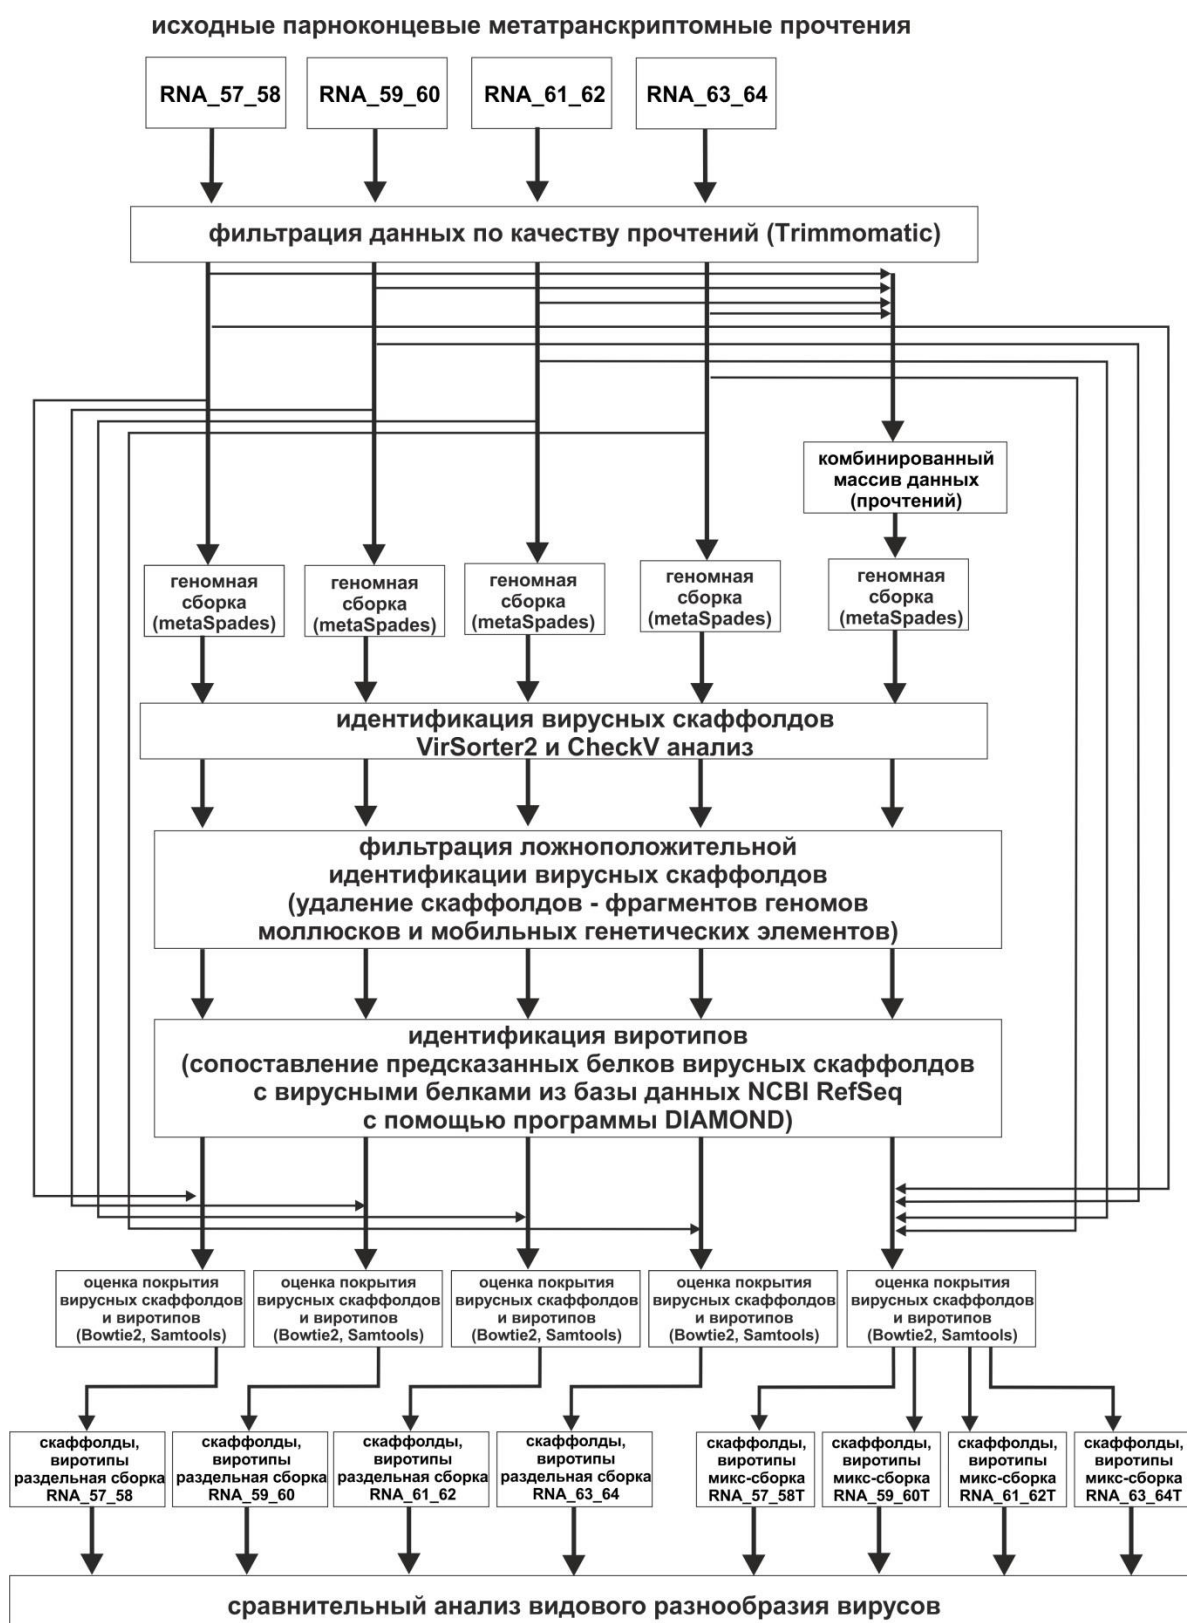 исходные парноконцевые метатранскриптомные прочтения
RNA_57_58
RNA_59_60
RNA_61_62
RNA_63_64
фильтрация данных по качеству прочтений (Trimmomatic)
комбинированный
массив данных
(прочтений)
геномная
сборка
(metaSpades)
геномная
сборка
(metaSpades)
геномная
сборка
(metaSpades)
геномная
сборка
(metaSpades)
геномная
сборка
(metaSpades)
идентификация вирусных скаффолдов
VirSorter2 и CheckV анализ
фильтрация ложноположительной
идентификации вирусных скаффолдов
(удаление скаффолдов - фрагментов геномов
моллюсков и мобильных генетических элементов)
идентификация виротипов
(сопоставление предсказанных белков вирусных скаффолдов
с вирусными белками из базы данных NCBI RefSeq
с помощью программы DIAMOND)
оценка покрытия
вирусных скаффолдов
и виротипов
(Bowtie2, Samtools)
оценка покрытия
вирусных скаффолдов
и виротипов
(Bowtie2, Samtools)
оценка покрытия
вирусных скаффолдов
и виротипов
(Bowtie2, Samtools)
оценка покрытия
вирусных скаффолдов
и виротипов
(Bowtie2, Samtools)
оценка покрытия
вирусных скаффолдов
и виротипов
(Bowtie2, Samtools)
скаффолды,
виротипы
раздельная сборка
RNA_57_58
скаффолды,
виротипы
раздельная сборка
RNA_59_60
скаффолды,
виротипы
раздельная сборка
RNA_61_62
скаффолды,
виротипы
раздельная сборка
RNA_63_64
скаффолды,
виротипы
микс-сборка
RNA_57_58T
скаффолды,
виротипы
микс-сборка
RNA_59_60T
скаффолды,
виротипы
микс-сборка
RNA_61_62T
скаффолды,
виротипы
микс-сборка
RNA_63_64T
сравнительный анализ видового разнообразия вирусов